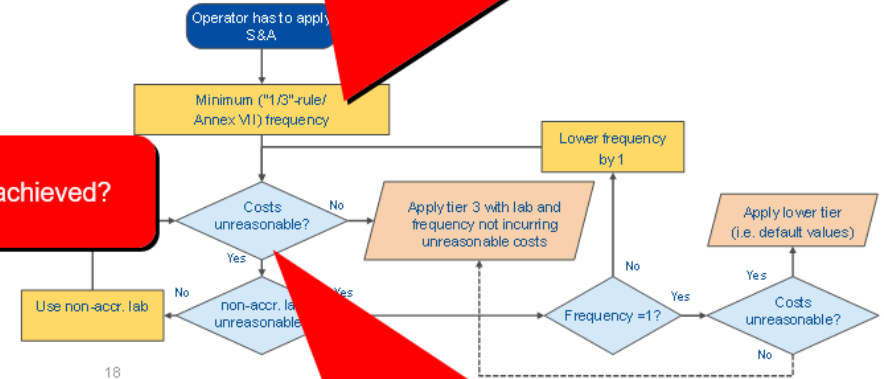 Operator has to apply
S&A
Minimum ("1/3"-rule/
Annex VII) frequency
Lower frequency
by 1
achieved?
Costs
unreasonable?
No
Apply tier 3 with lab and
frequency not incurring
unreasonable costs
Apply lower tier
(i.e. default values)
Yes
No
Yes
Use non-accr. lab
No
non-accr.
unreasonable
Yes
Frequency =1?
Yes
Costs
unreasonable?
No
18